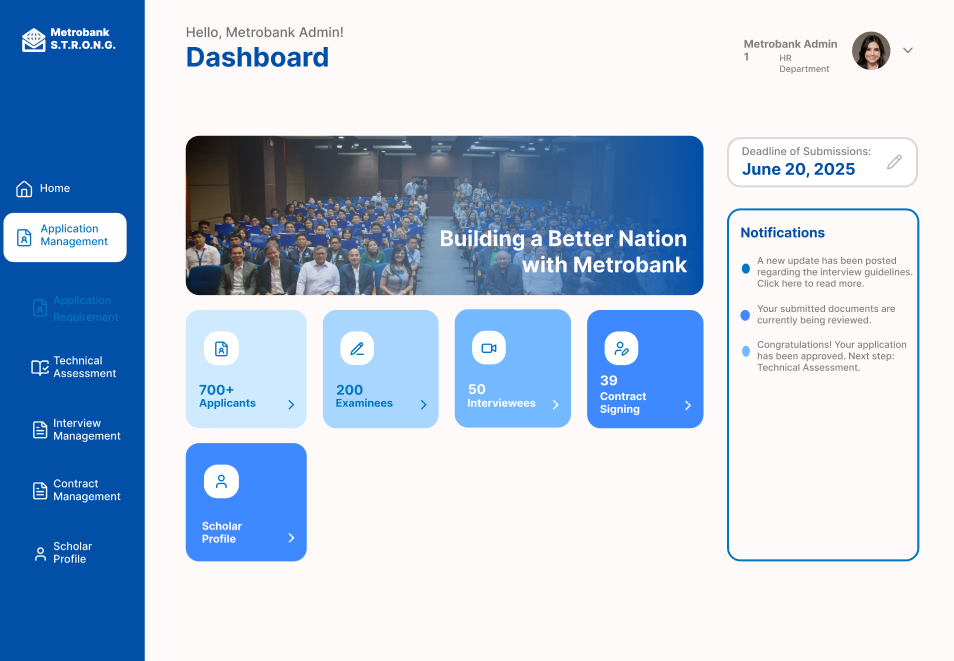 Metrobank
S.T.R.O.N.G.
Home
Application
Management
Application
Requirement
Technical
Assessment
Interview
Management
Contract
Management
Scholar
Profile
Hello, Metrobank Admin!
Dashboard
Metrobank Admin
1
HR
Department
Building a Better Nation
with Metrobank
700+
Applicants
200
Examinees
50
Interviewees
39
Contract
Signing
Scholar
Profile
Deadline of Submissions:
June 20, 2025
Notifications
A new update has been posted
regarding the interview guidelines.
Click here to read more.
Your submitted documents are
currently being reviewed.
Congratulations! Your application
has been approved. Next step:
Technical Assessment.